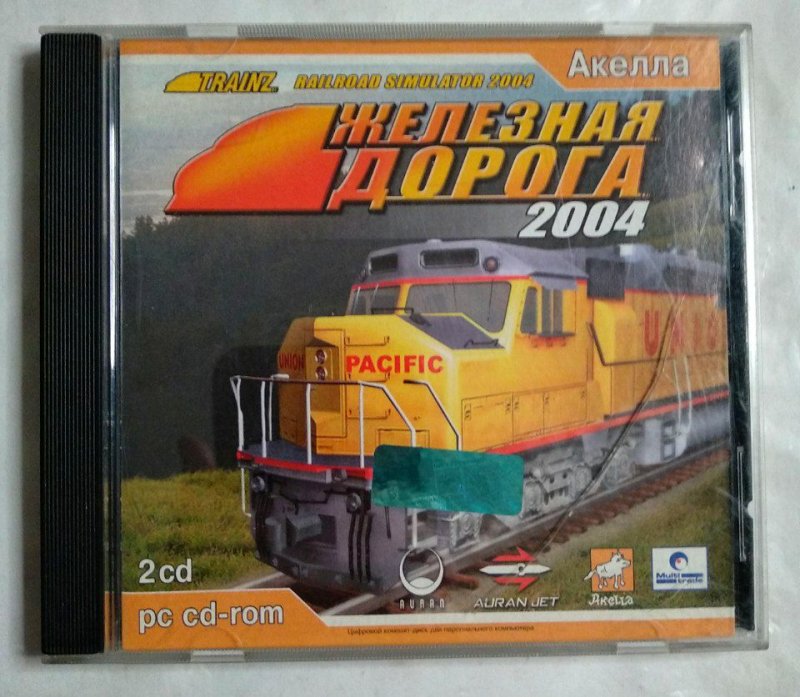 Акелла
TRAINZ RAILROAD SIMULATOR 2004
ЖЕЛЕЗНАЯ
ДОРОГА
2004
UNION PACIFIC
UNIO
2cd
pc cd-rom
AURAN
AURAN JET
Акелла
Multi
trade
Цифровой компакт-диск для персонального компьютера